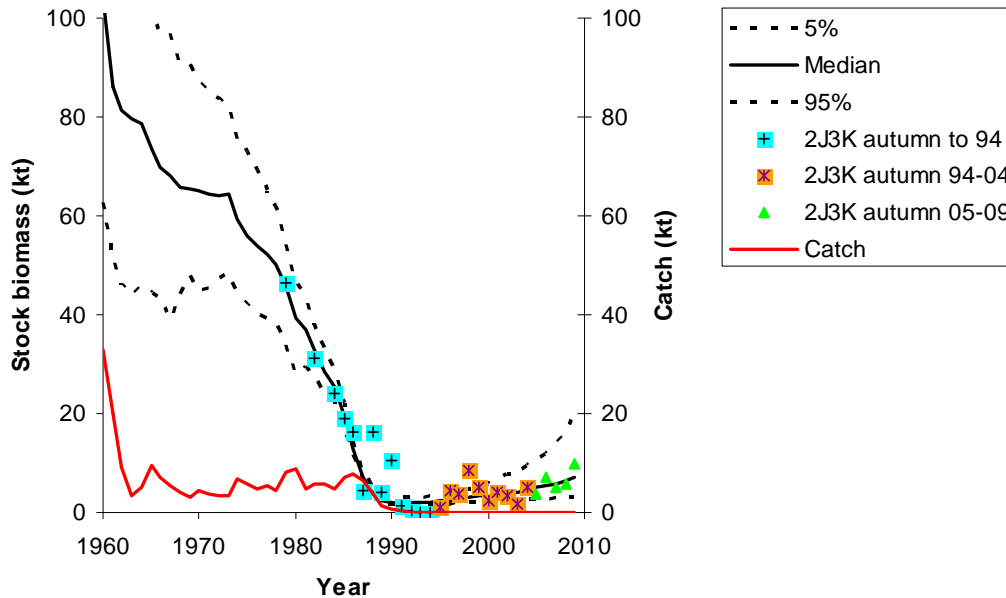 100
80
60
40
20
0
Stock biomass (kt)
1960 1970 1980 1990 2000 2010
Year
100
80
60
40
20
0
Catch (kt)
5%
Median
95%
2J3K autumn to 94
2J3K autumn 94-04
2J3K autumn 05-09
Catch